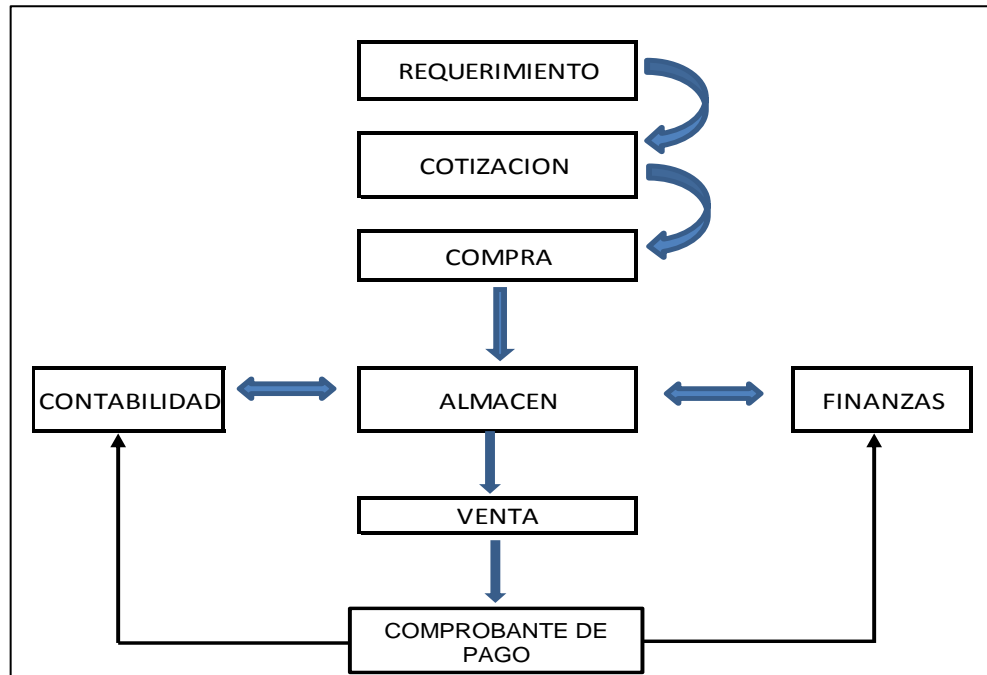 REQUERIMIENTO
COTIZACION
COMPRA
CONTABILIDAD
ALMACEN
FINANZAS
VENTA
COMPROBANTE DE
PAGO